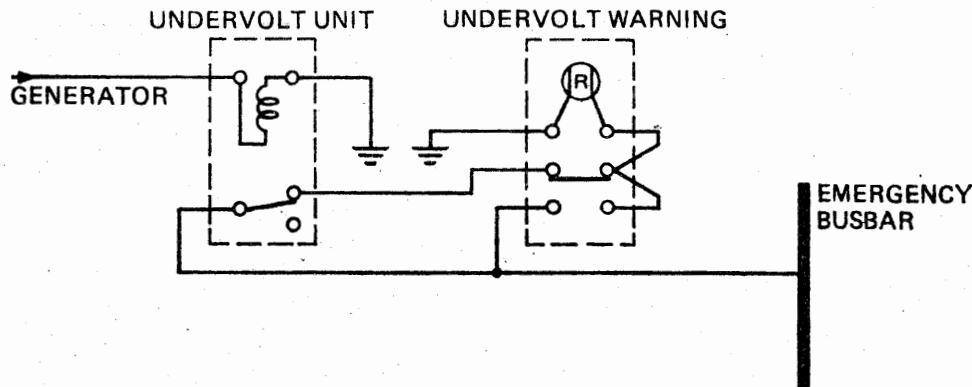 UNDERVOLT UNIT
UNDERVOLT WARNING
R
GENERATOR
EMERGENCY
BUSBAR